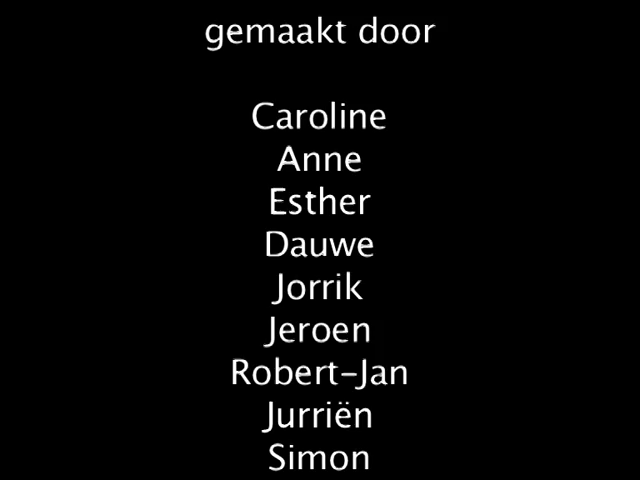 gemaakt door
Caroline
Anne
Esther
Dauwe
Jorrik
Jeroen
Robert-Jan
Jurriën
Simon